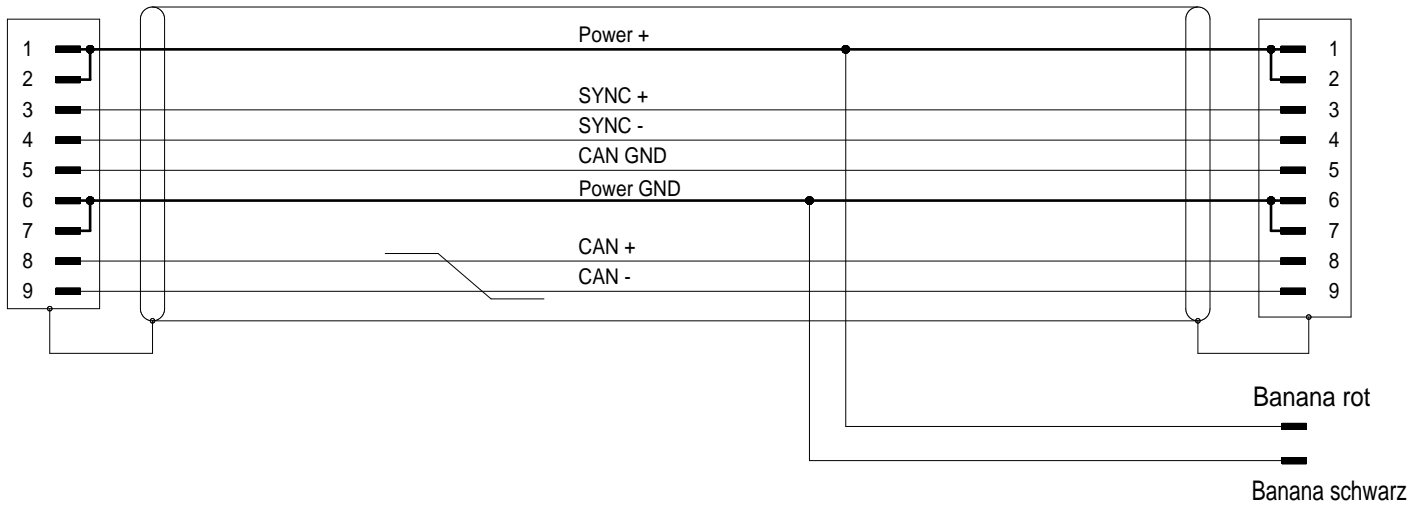 Power +
1 1
2 2
SYNC +
3 3
SYNC -
4 4
CAN GND
5 5
Power GND
6 6
7 7
CAN +
8 8
CAN -
9 9
Banana rot
Banana schwarz